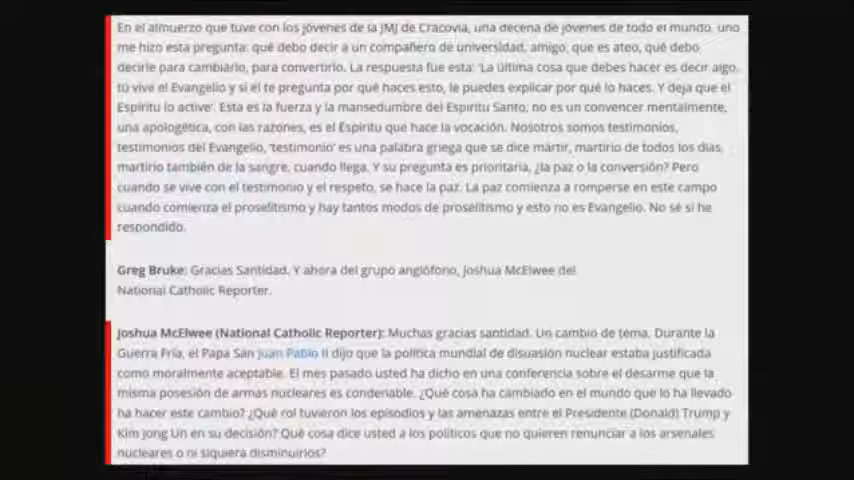 En el almuerzo que tuve con los jóvenes de la JMJ de Cracovia, una decena de jóvenes de todo el mundo, uno
me hizo esta pregunta: qué debo decir a un compañero de universidad, amigo, que es ateo, qué debo
decirle para cambiarlo, para convertirlo. La respuesta fue esta: 'La última cosa que debes hacer es decir algo,
tú vive el Evangelio y si él te pregunta por qué haces esto, le puedes explicar por qué lo haces. Y deja que el
Espíritu lo active'. Esta es la fuerza y la mansedumbre del Espíritu Santo, no es un convencer mentalmente,
una apologética, con las razones, es el Espíritu que hace la vocación. Nosotros somos testimonios,
testimonios del Evangelio, 'testimonio' es una palabra griega que se dice mártir, martirio de todos los días,
martirio también de la sangre, cuando llega. Y su pregunta es prioritaria, ¿la paz o la conversión? Pero
cuando se vive con el testimonio y el respeto, se hace la paz. La paz comienza a romperse en este campo
cuando comienza el proselitismo y hay tantos modos de proselitismo y esto no es Evangelio. No sé si he
respondido.
Greg Bruke: Gracias Santidad. Y ahora del grupo anglófono, Joshua McElwee del
National Catholic Reporter.
Joshua McElwee (National Catholic Reporter): Muchas gracias santidad. Un cambio de tema. Durante la
Guerra Fría, el Papa San Juan Pablo II dijo que la política mundial de disuasión nuclear estaba justificada
como moralmente aceptable. El mes pasado usted ha dicho en una conferencia sobre el desarme que la
misma posesión de armas nucleares es condenable. ¿Qué cosa ha cambiado en el mundo que lo ha llevado
ha hacer este cambio? ¿Qué rol tuvieron los episodios y las amenazas entre el Presidente (Donald) Trump y
Kim Jong Un en su decisión? Qué cosa dice usted a los políticos que no quieren renunciar a los arsenales
nucleares o ni siquiera disminuirlos?